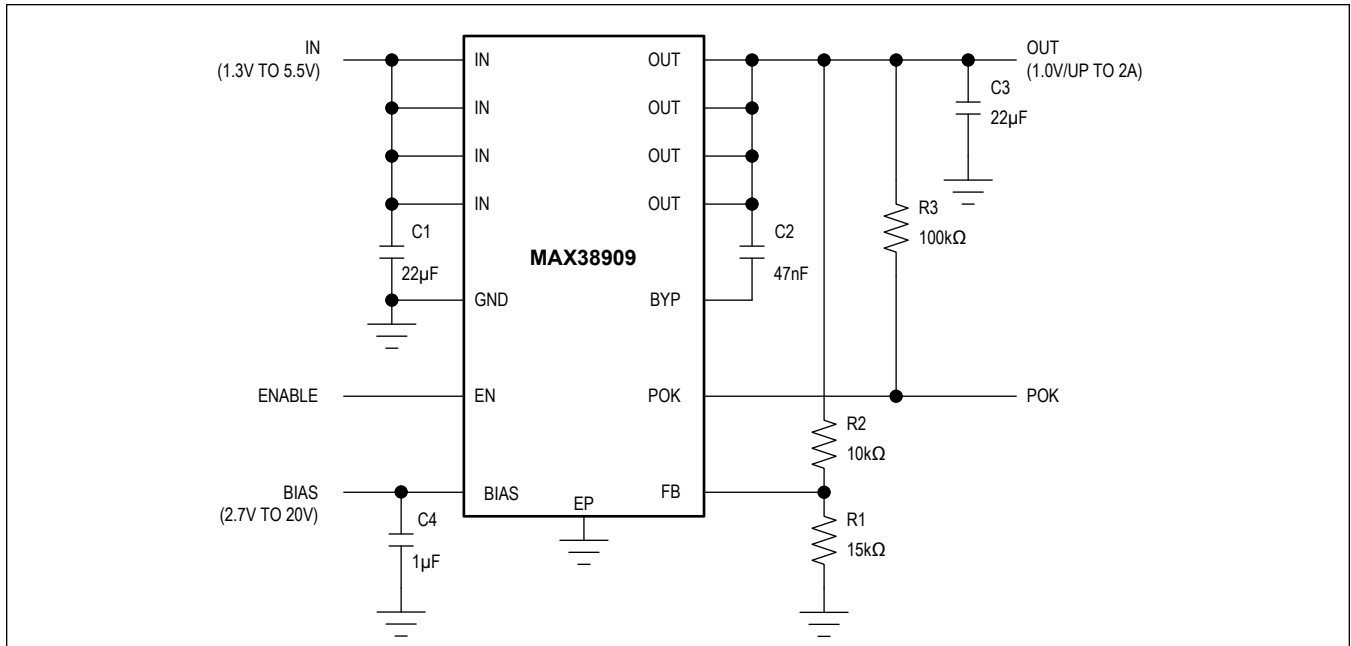 IN
(1.3V TO 5.5V)
IN
OUT
OUT
(1.0V/UP TO 2A)
IN
OUT
C3
22µF
IN
OUT
IN
OUT
R3
100kΩ
C1
22µF
MAX38909
C2
47nF
GND
BYP
ENABLE
EN
POK
POK
R2
10kΩ
BIAS
(2.7V TO 20V)
BIAS
EP
FB
C4
1µF
R1
15kΩ